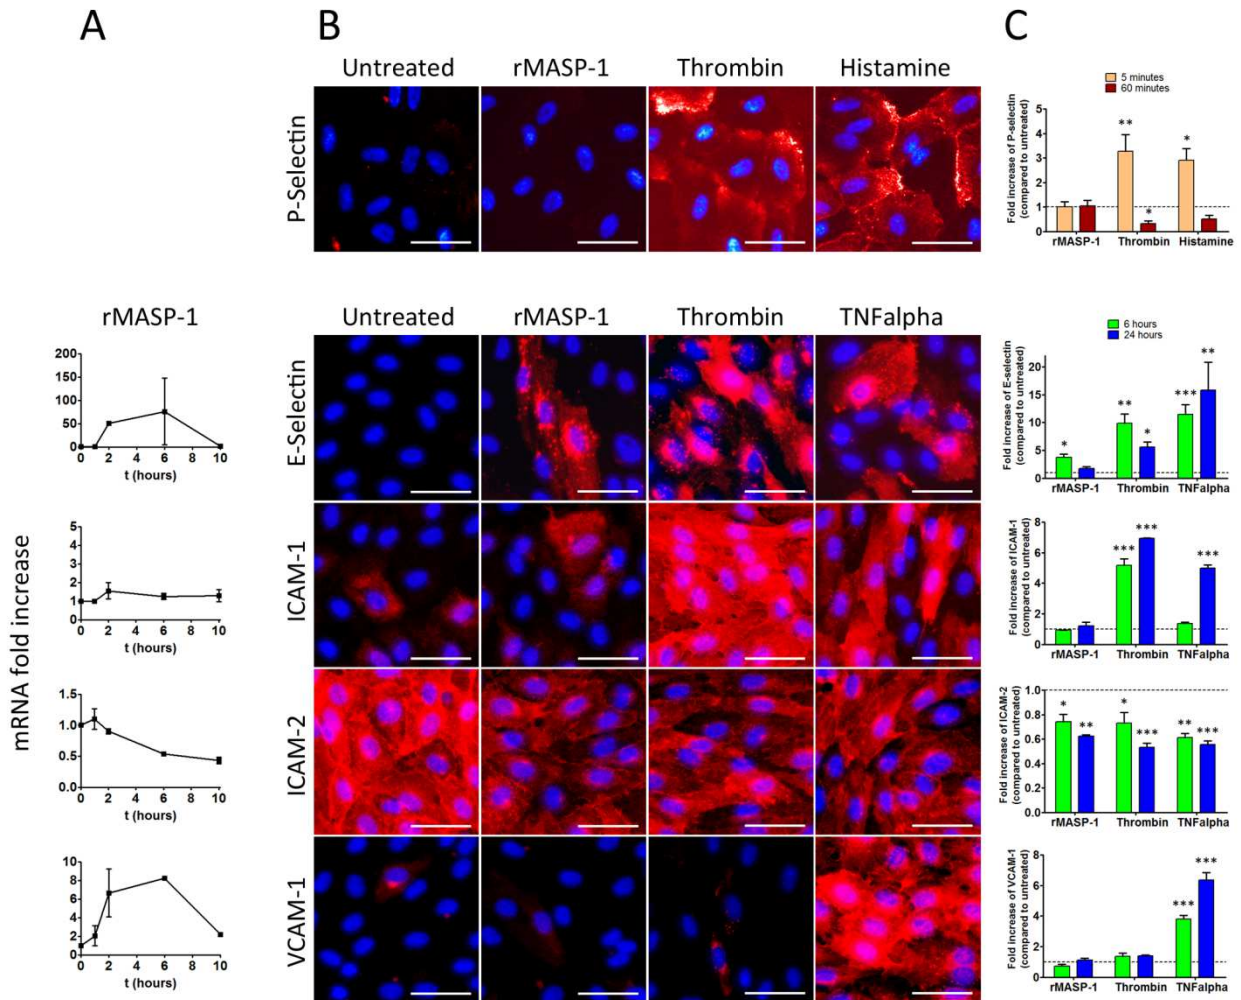 A
B
C
Untreated
rMASP-1
Thrombin
Histamine
P-Selectin
5 minutes
60 minutes
Fold increase of P-selectin
(compared to untreated)
5
4
3
2
1
0
**
*
*
rMASP-1
Thrombin
Histamine
rMASP-1
Untreated
rMASP-1
Thrombin
TNFalpha
mRNA fold increase
200
150
100
50
0
0 2 4 6 8 10
t (hours)
E-Selectin
6 hours
24 hours
Fold increase of E-selectin
(compared to untreated)
20
15
10
5
0
*
**
*
***
**
rMASP-1
Thrombin
TNFalpha
5
4
3
2
1
0
0 2 4 6 8 10
t (hours)
ICAM-1
Fold increase of ICAM-1
(compared to untreated)
8
6
4
2
0
***
***
***
rMASP-1
Thrombin
TNFalpha
1.5
1.0
0.5
0.0
0 2 4 6 8 10
t (hours)
ICAM-2
Fold increase of ICAM-2
(compared to untreated)
1.0
0.8
0.6
0.4
0.2
0.0
*
**
*
***
**
***
rMASP-1
Thrombin
TNFalpha
10
8
6
4
2
0
0 2 4 6 8 10
t (hours)
VCAM-1
Fold increase of VCAM-1
(compared to untreated)
8
6
4
2
0
***
***
rMASP-1
Thrombin
TNFalpha